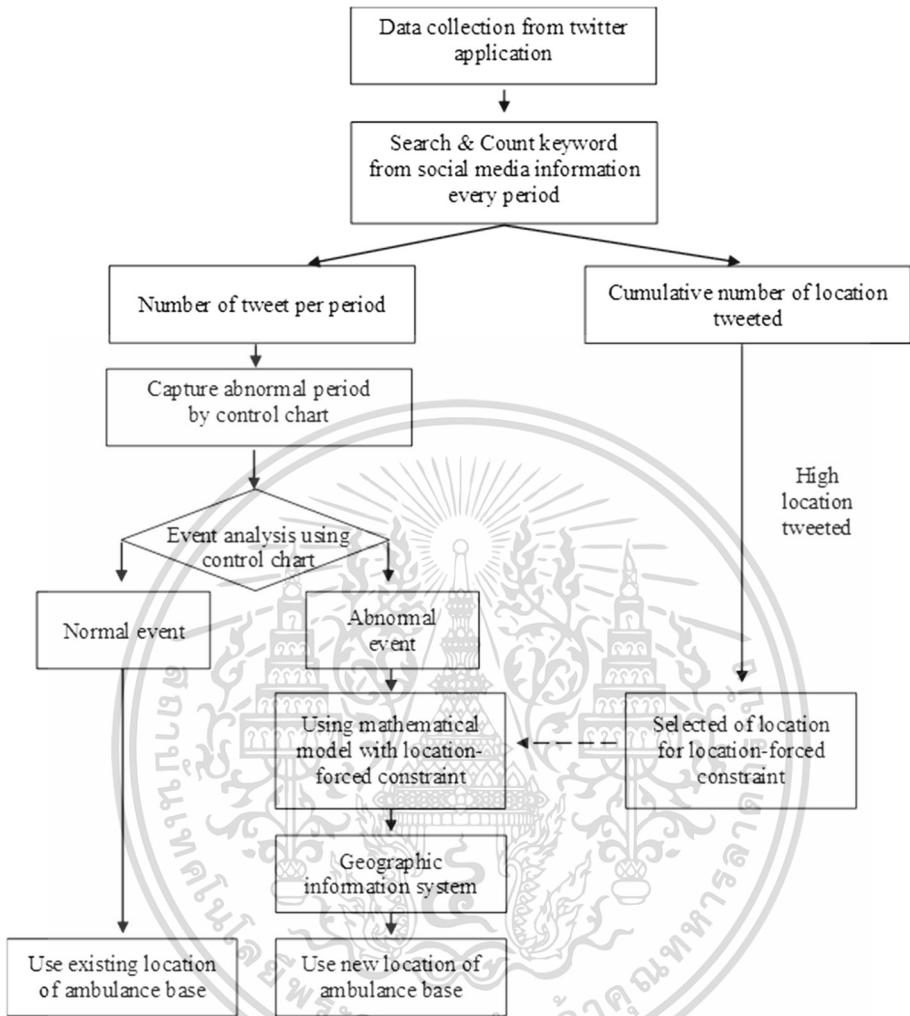 Data collection from twitter
application
Search & Count keyword
from social media information
every period
Number of tweet per period
Cumulative number of location
tweeted
Capture abnormal period
by control chart
High
location
tweeted
Event analysis using
control chart
Normal event
Abnormal
event
Using mathematical
model with location-
forced constraint
Selected of location
for location-forced
constraint
Geographic
information system
Use existing location
of ambulance base
Use new location of
ambulance base